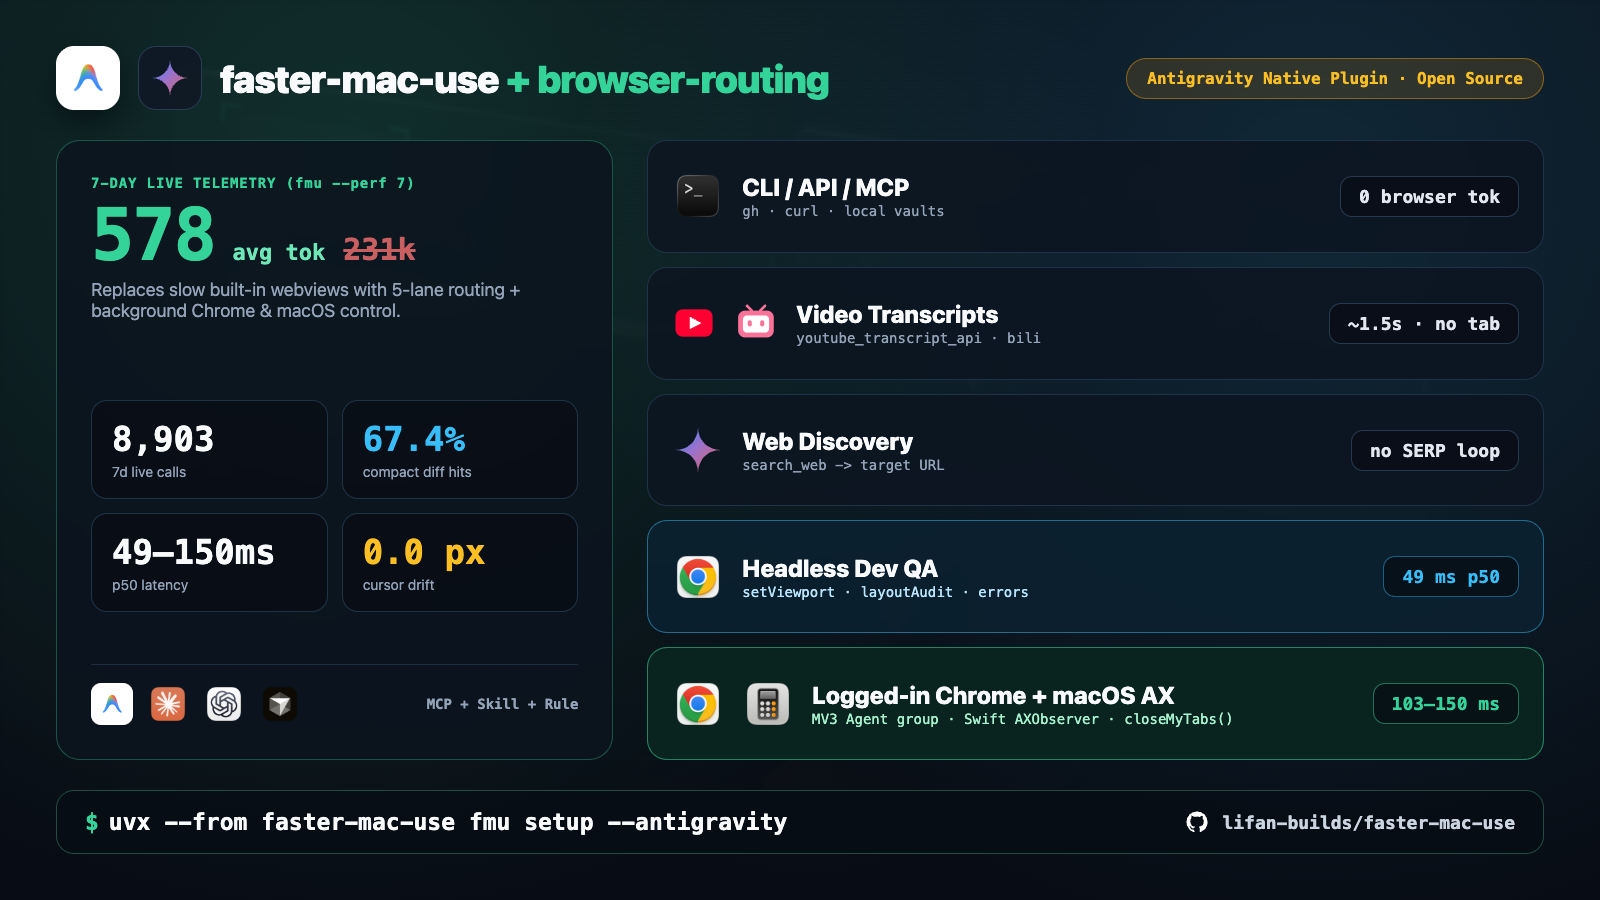 faster-mac-use + browser-routing
Antigravity Native Plugin · Open Source
7-DAY LIVE TELEMETRY (fmu --perf 7)
578 avg tok 231k
Replaces slow built-in webviews with 5-lane routing +
background Chrome & macOS control.
8,903
7d live calls
67.4%
compact diff hits
49–150ms
p50 latency
0.0 px
cursor drift
MCP + Skill + Rule
>_
CLI / API / MCP
gh · curl · local vaults
0 browser tok
Video Transcripts
youtube_transcript_api · bili
~1.5s · no tab
Web Discovery
search_web -> target URL
no SERP loop
Headless Dev QA
setViewport · layoutAudit · errors
49 ms p50
Logged-in Chrome + macOS AX
MV3 Agent group · Swift AXObserver · closeMyTabs()
103–150 ms
$ uvx --from faster-mac-use fmu setup --antigravity
lifan-builds/faster-mac-use